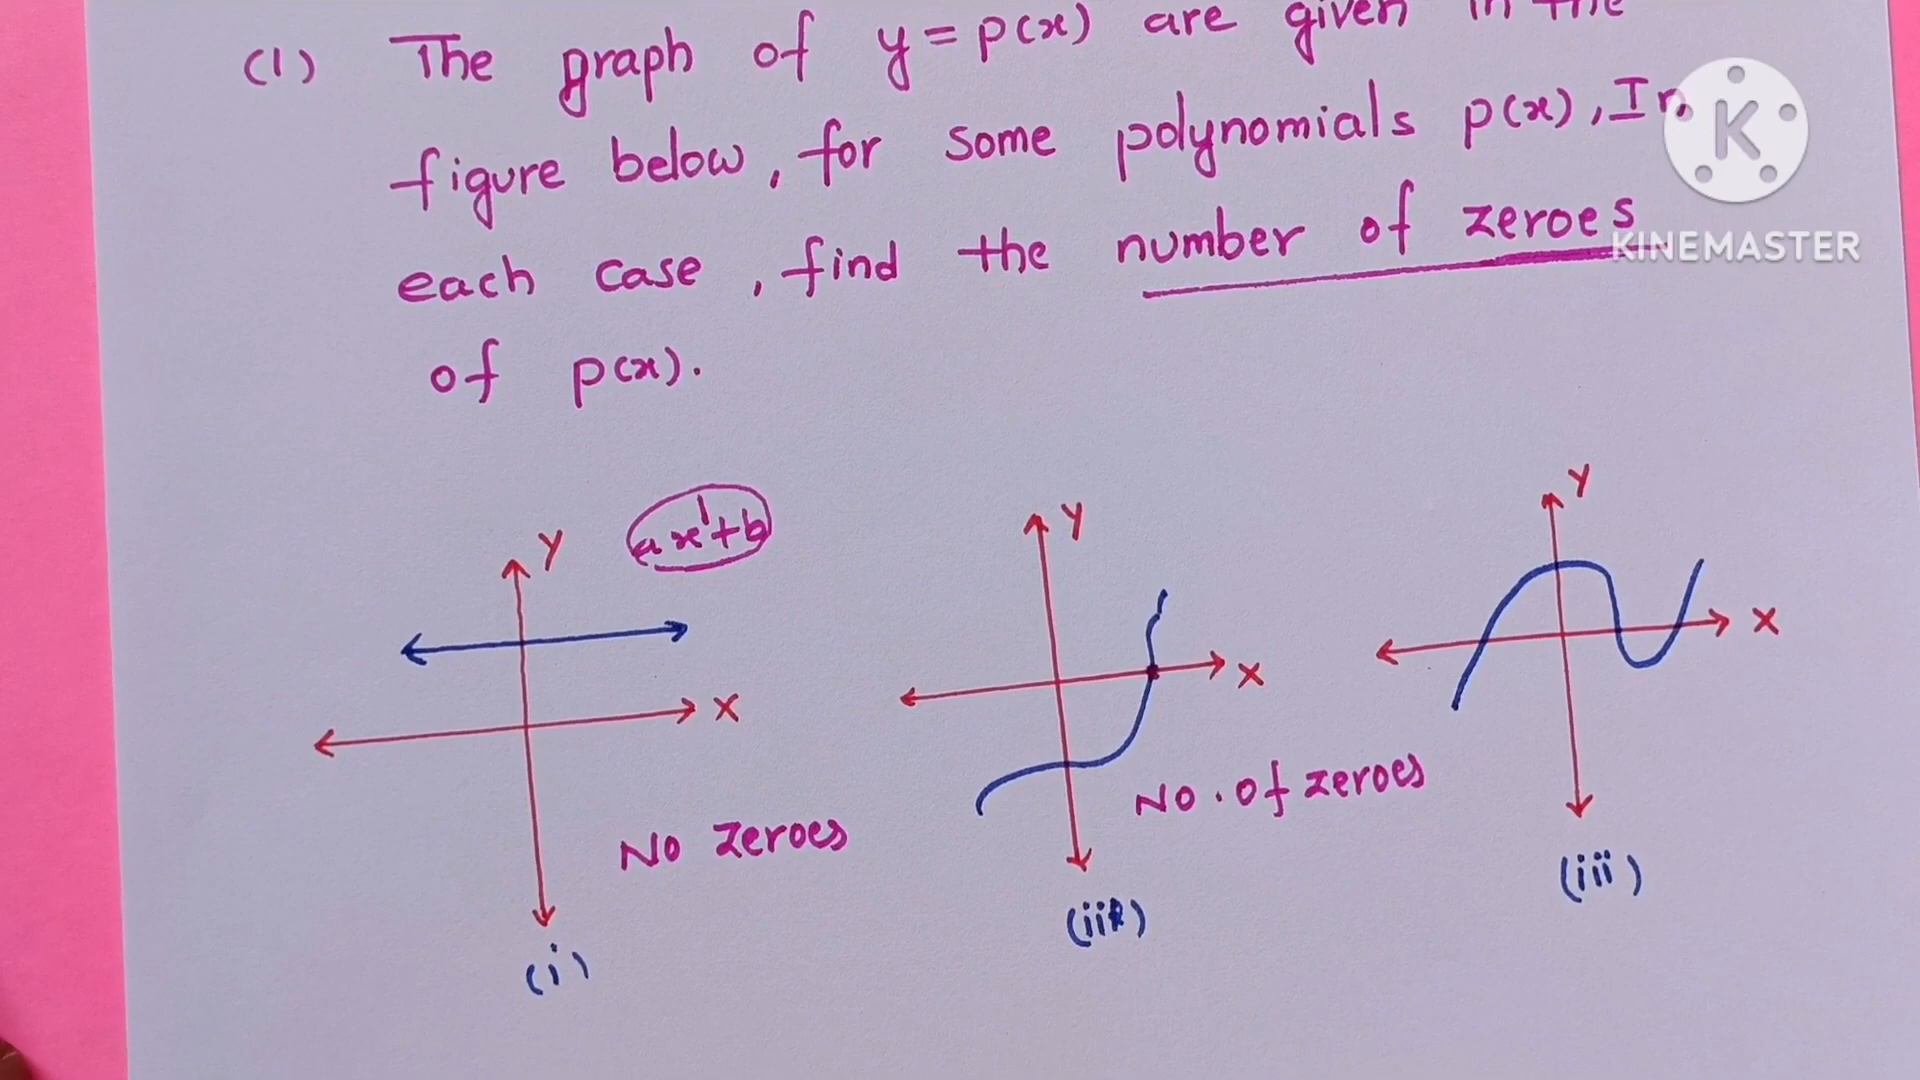 (1) The graph of y=p(x) are given in the
figure below, for some polynomials p(x), In
each case, find the number of zeroes
of p(x).
K
KINEMASTER
ax¹+b
Y
X
No zeroes
(i)
Y
X
No. of zeroes
(ii)
Y
X
(iii)